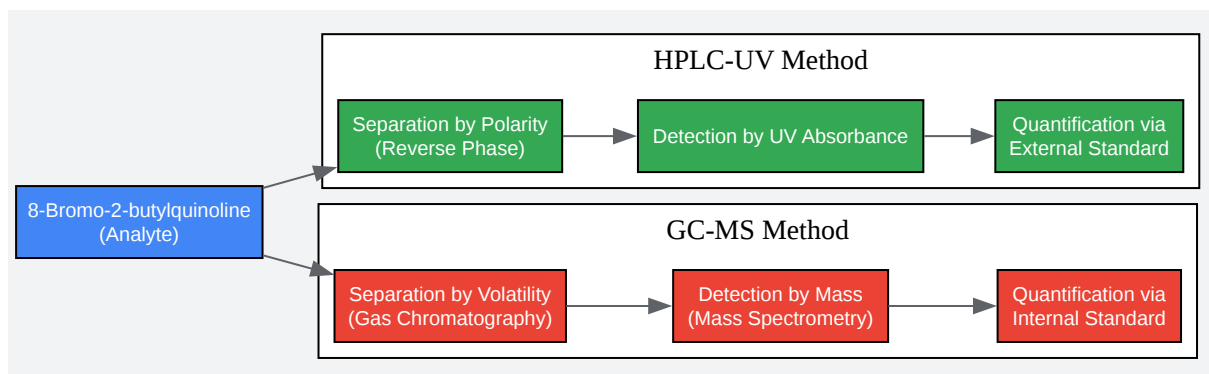 HPLC-UV Method
Separation by Polarity
(Reverse Phase)
Detection by UV Absorbance
Quantification via
External Standard
8-Bromo-2-butylquinoline
(Analyte)
GC-MS Method
Separation by Volatility
(Gas Chromatography)
Detection by Mass
(Mass Spectrometry)
Quantification via
Internal Standard